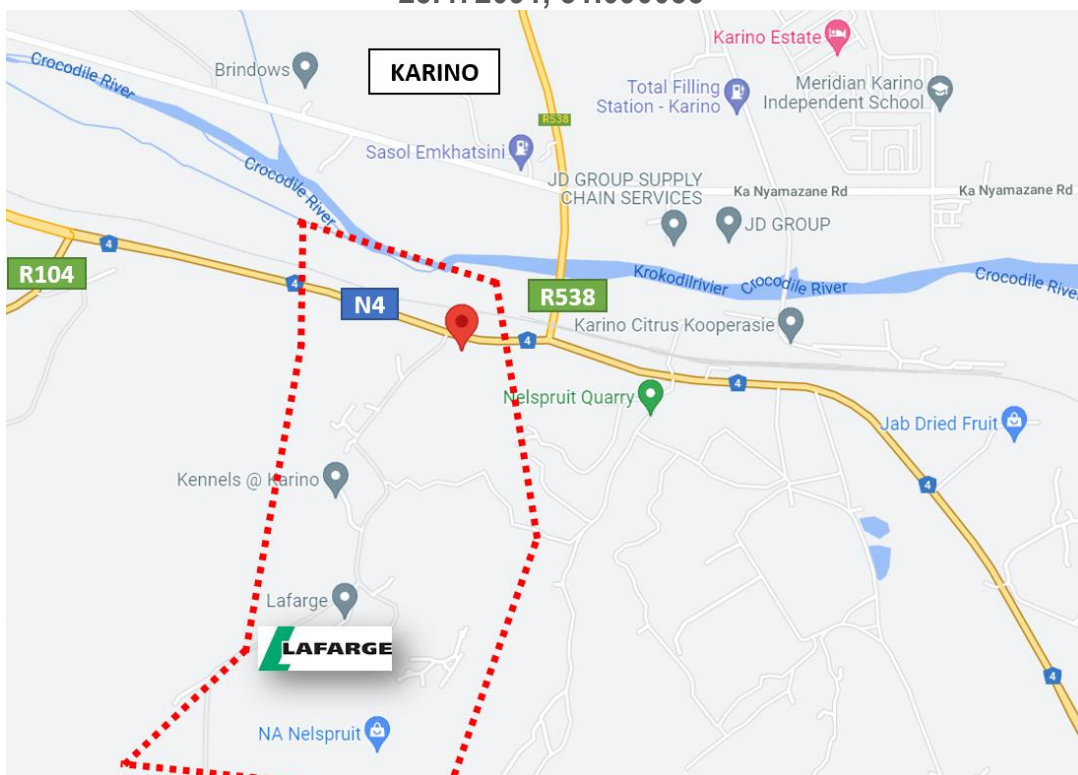 Crocodile River
Brindows
KARINO
Karino Estate
Total Filling
Station - Karino
Meridian Karino
Independent School
R538
Sasol Emkhatsini
Crocodile River
JD GROUP SUPPLY
CHAIN SERVICES
Ka Nyamazane Rd
Ka Nyamazane Rd
JD GROUP
4
R104
4
N4
R538
Krokodilrivier
Crocodile River
Crocodile River
Karino Citrus Kooperasie
4
4
Nelspruit Quarry
Jab Dried Fruit
Kennels @ Karino
4
Lafarge
LAFARGE
4
NA Nelspruit